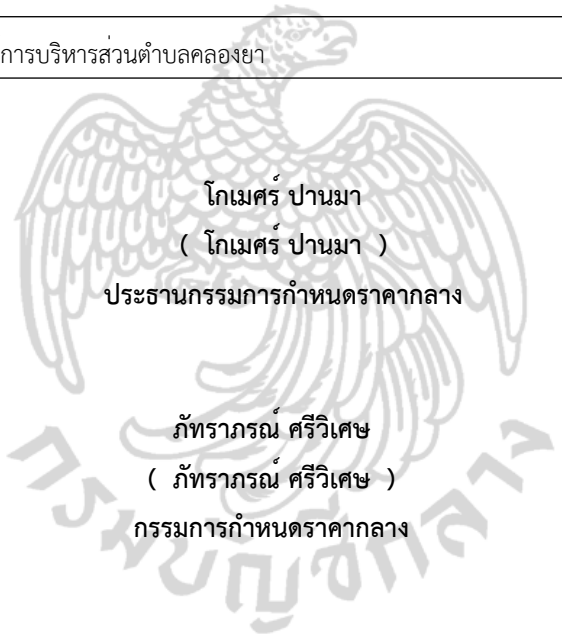 การบริหารส่วนตำบลคลองยา
โกเมศร์ ปานมา
( โกเมศร์ ปานมา )
ประธานกรรมการกำหนดราคากลาง
ภัทราภรณ์ ศรีวิเศษ
( ภัทราภรณ์ ศรีวิเศษ )
กรรมการกำหนดราคากลาง
กรมบัญชีกลาง